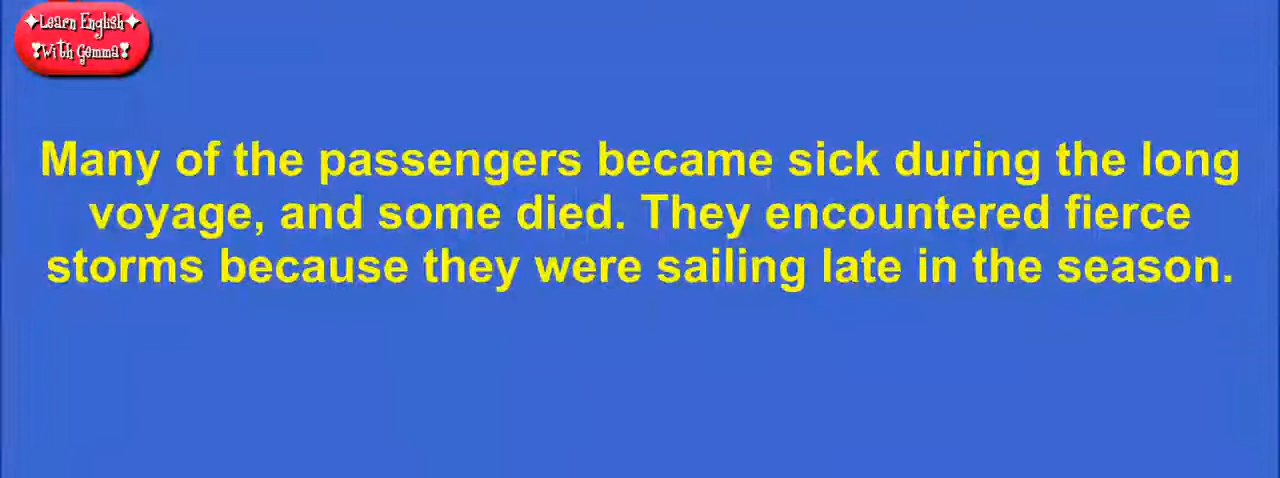 Learn English
With Gemma
Many of the passengers became sick during the long
voyage, and some died. They encountered fierce
storms because they were sailing late in the season.